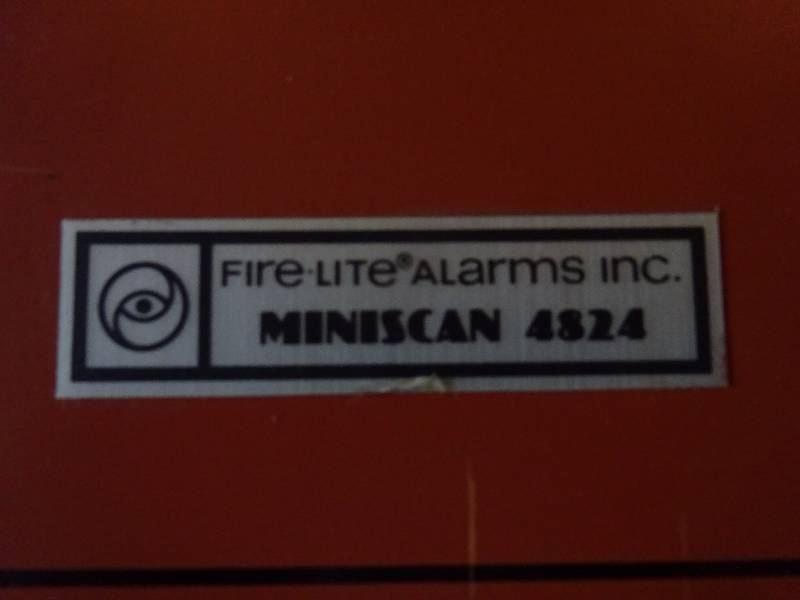 Fire·Lite® Alarms Inc.
MINISCAN 4824